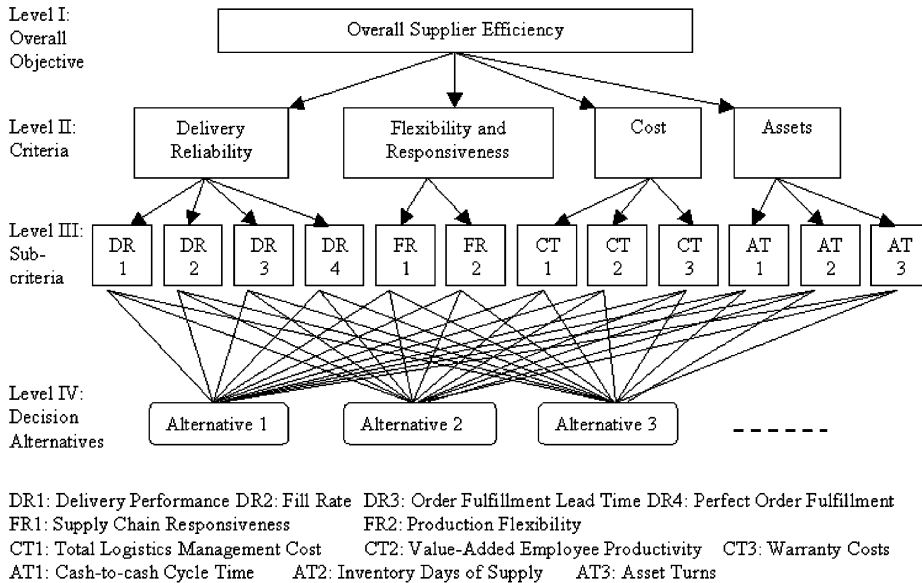 Level I:
Overall
Objective
Overall Supplier Efficiency
Level II:
Criteria
Delivery
Reliability
Flexibility and
Responsiveness
Cost
Assets
Level III:
Sub-
criteria
DR
1
DR
2
DR
3
DR
4
FR
1
FR
2
CT
1
CT
2
CT
3
AT
1
AT
2
AT
3
Level IV:
Decision
Alternatives
Alternative 1
Alternative 2
Alternative 3
DR1: Delivery Performance DR2: Fill Rate DR3: Order Fulfillment Lead Time DR4: Perfect Order Fulfillment
FR1: Supply Chain Responsiveness FR2: Production Flexibility
CT1: Total Logistics Management Cost CT2: Value-Added Employee Productivity CT3: Warranty Costs
AT1: Cash-to-cash Cycle Time AT2: Inventory Days of Supply AT3: Asset Turns